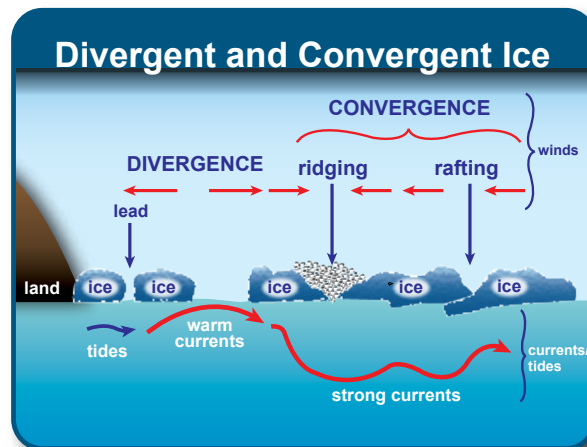 Divergent and Convergent Ice
CONVERGENCE
winds
DIVERGENCE
ridging
rafting
lead
land
ice
ice
ice
ice
ice
tides
warm
currents
currents/
tides
strong currents